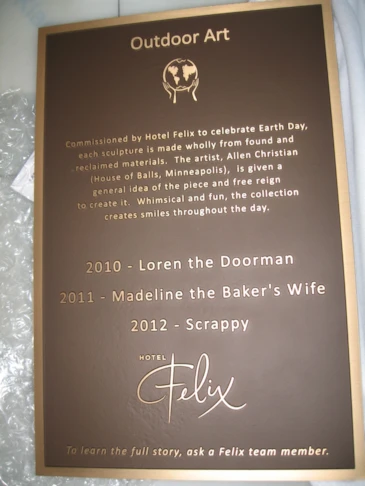 Outdoor Art
Commissioned by Hotel Felix to celebrate Earth Day,
each sculpture is made wholly from found and
reclaimed materials. The artist, Allen Christian
(House of Balls, Minneapolis), is given a
general idea of the piece and free reign
to create it. Whimsical and fun, the collection
creates smiles throughout the day.
2010 - Loren the Doorman
2011 - Madeline the Baker's Wife
2012 - Scrappy
HOTEL
Felix
To learn the full story, ask a Felix team member.